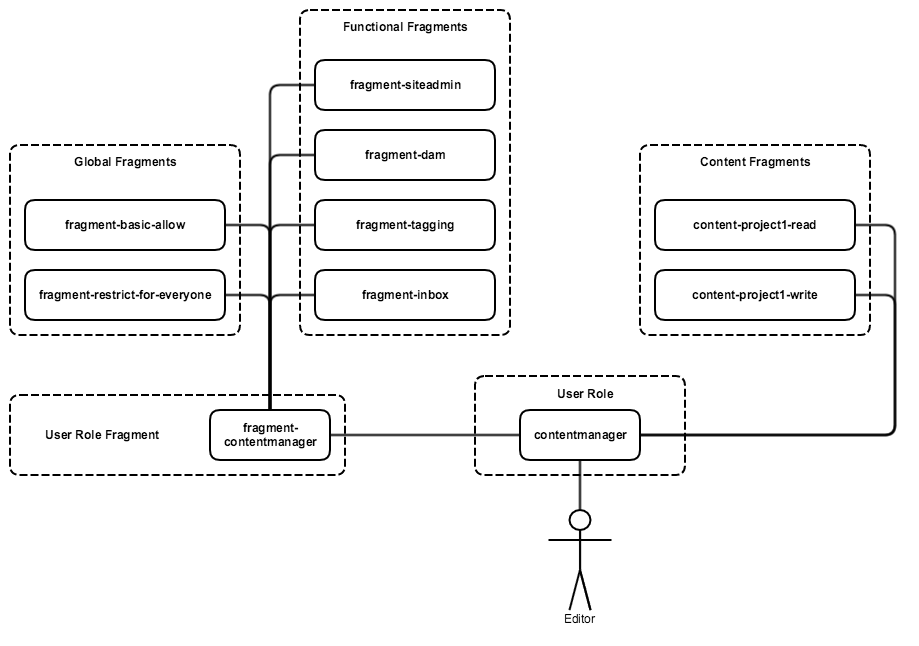 Functional Fragments
fragment-siteadmin
fragment-dam
fragment-tagging
fragment-inbox
Global Fragments
fragment-basic-allow
fragment-restrict-for-everyone
Content Fragments
content-project1-read
content-project1-write
User Role Fragment
fragment-
contentmanager
User Role
contentmanager
Editor